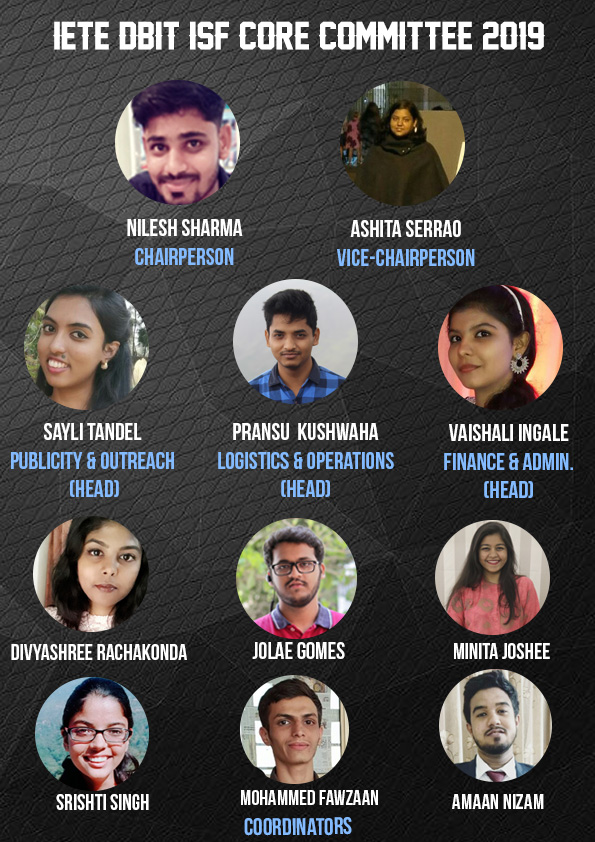 IETE DBIT ISF CORE COMMITTEE 2019
NILESH SHARMA
CHAIRPERSON
ASHITA SERRAO
VICE-CHAIRPERSON
SAYLI TANDEL
PUBLICITY & OUTREACH
(HEAD)
PRANSU KUSHWAHA
LOGISTICS & OPERATIONS
(HEAD)
VAISHALI INGALE
FINANCE & ADMIN.
(HEAD)
DIVYASHREE RACHAKONDA
JOLAE GOMES
MINITA JOSHEE
SRISHTI SINGH
MOHAMMED FAWZAAN
AMAAN NIZAM
COORDINATORS